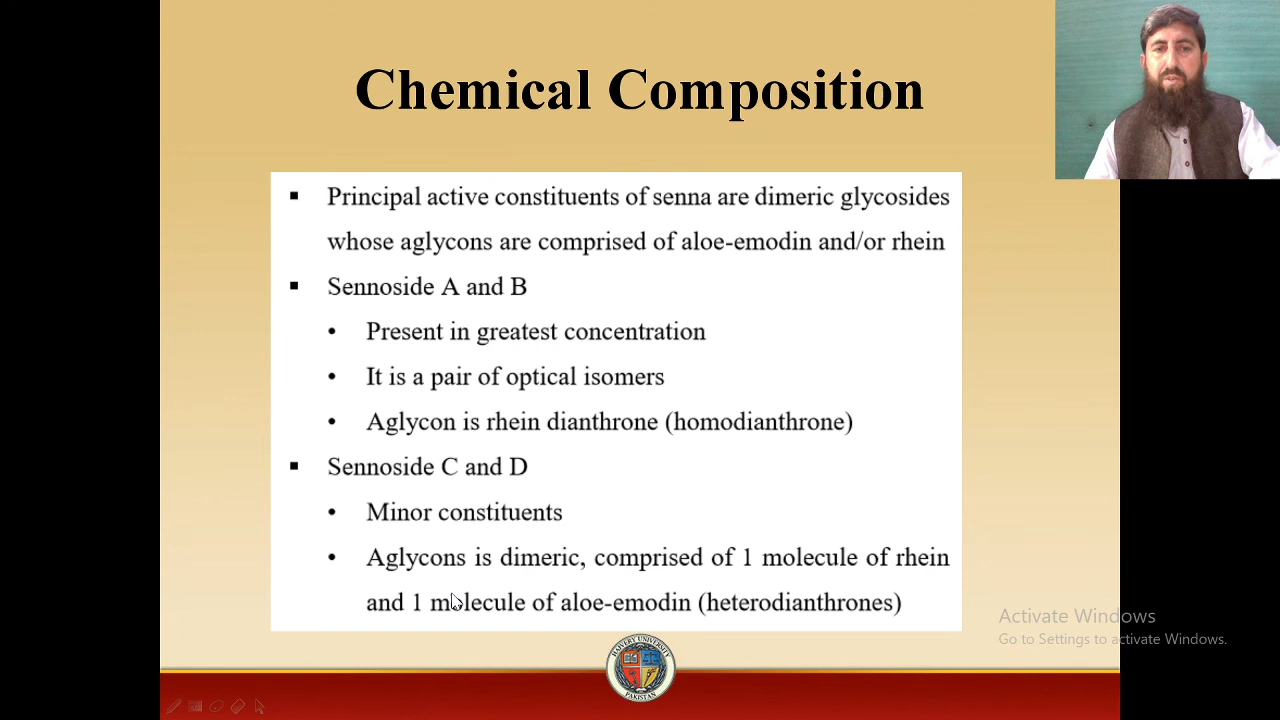 Chemical Composition
▪ Principal active constituents of senna are dimeric glycosides
whose aglycons are comprised of aloe-emodin and/or rhein
▪ Sennoside A and B
• Present in greatest concentration
• It is a pair of optical isomers
• Aglycon is rhein dianthrone (homodianthrone)
▪ Sennoside C and D
• Minor constituents
• Aglycons is dimeric, comprised of 1 molecule of rhein
and 1 molecule of aloe-emodin (heterodianthrones)
Activate Windows
Go to Settings to activate Windows.
UNIVERSITY
PAKISTAN